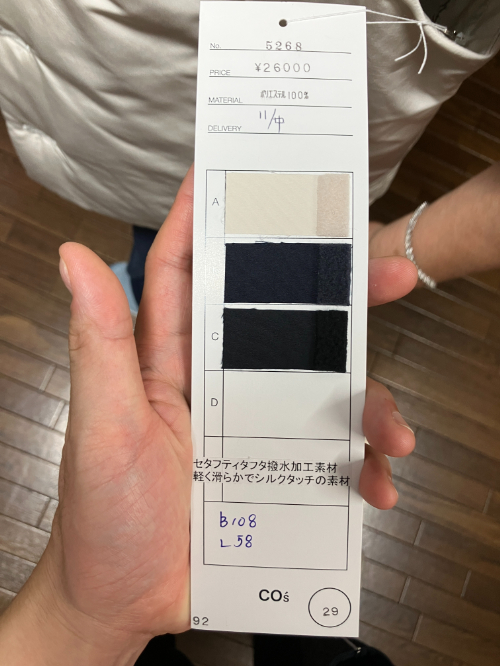 No. 5268
PRICE ¥26000
MATERIAL ポリエステル100%
DELIVERY 11/中
A
C
D
セタフティタフタ撥水加工素材
軽く滑らかでシルクタッチの素材
B108
L58
COś
29
92